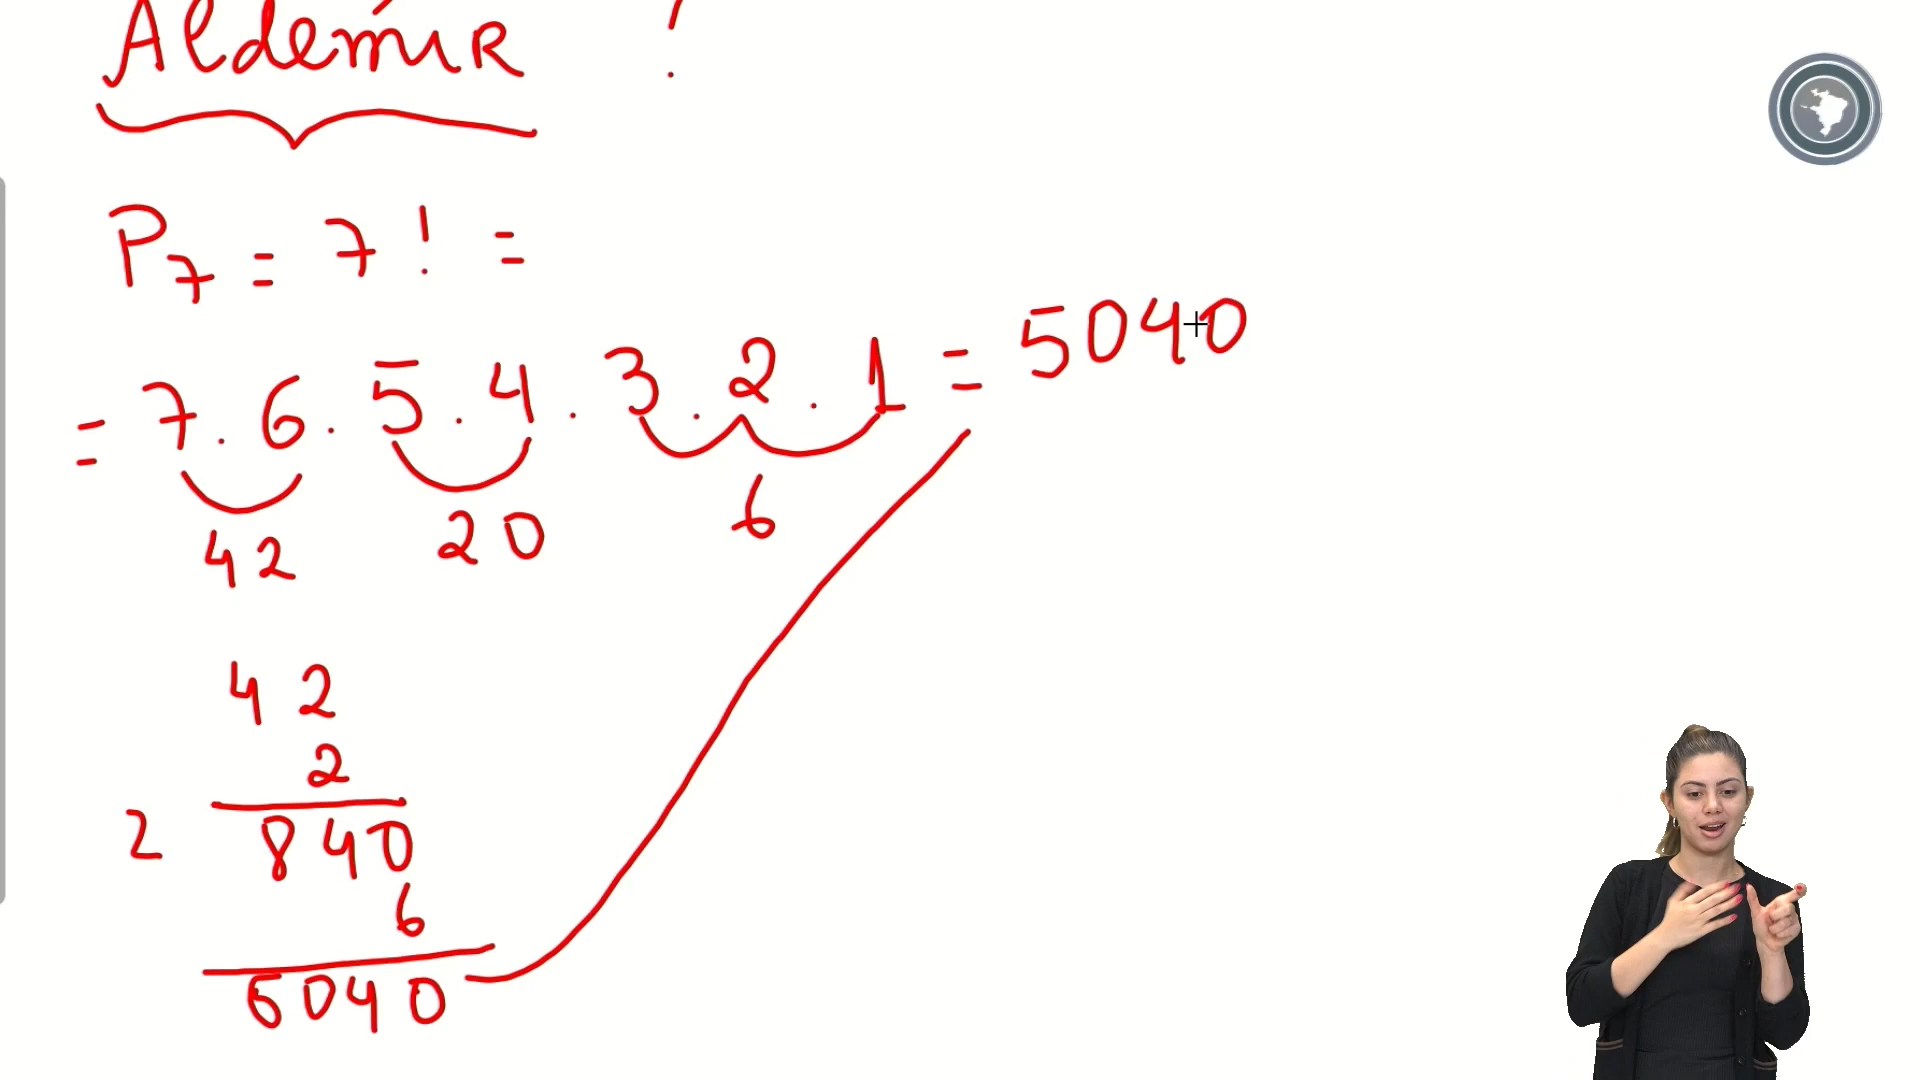 Aldemir !
P7 = 7! =
= 7 . 6 . 5 . 4 . 3 . 2 . 1 = 5040
42 20 6
42
2
2 840
6
5040